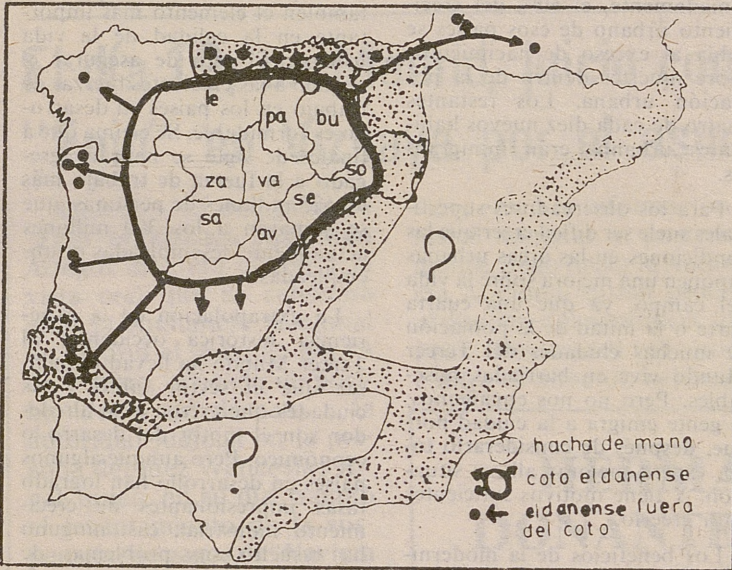 le
pa
bu
za
va
so
sa
se
av
?
?
hacha de mano
coto eldanense
eldanense fuera
del coto